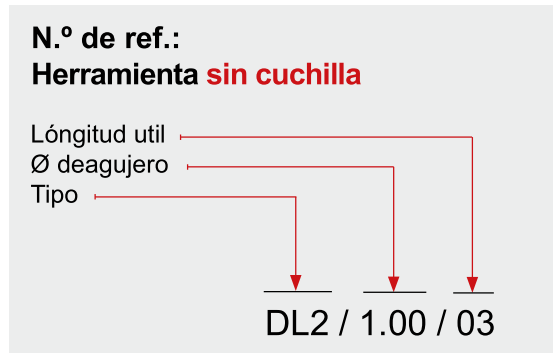 N.º de ref.:
Herramienta sin cuchilla
Lóngitud util
Ø deagujero
Tipo
DL2 / 1.00 / 03